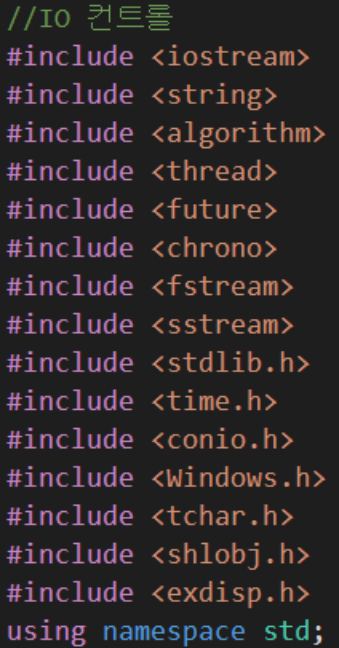 //IO 컨트롤
#include <iostream>
#include <string>
#include <algorithm>
#include <thread>
#include <future>
#include <chrono>
#include <fstream>
#include <sstream>
#include <stdlib.h>
#include <time.h>
#include <conio.h>
#include <Windows.h>
#include <tchar.h>
#include <shlobj.h>
#include <exdisp.h>
using namespace std;